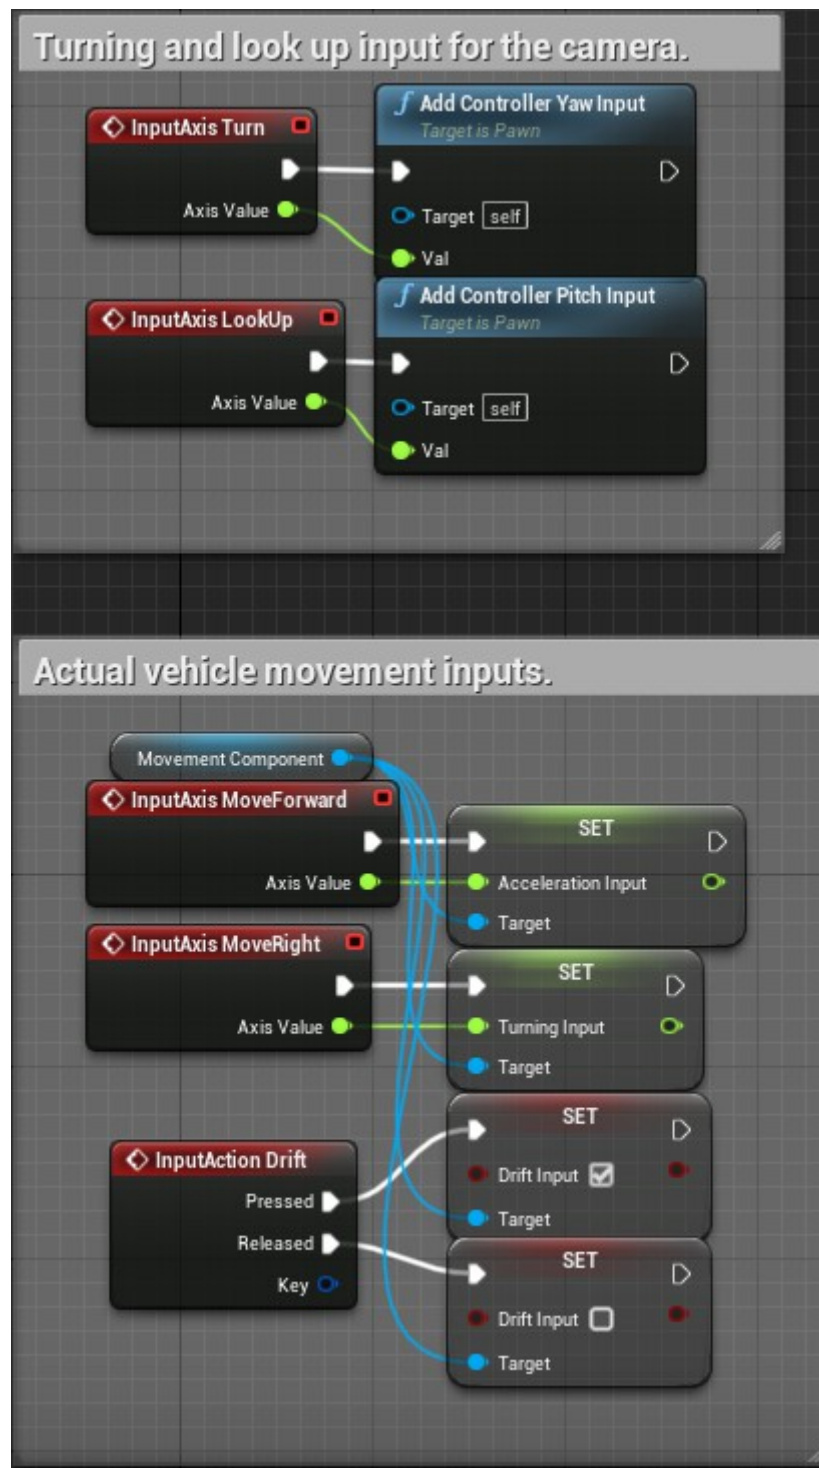 Turning and look up input for the camera.
InputAxis Turn
Axis Value
Add Controller Yaw Input
Target is Pawn
Target self
Val
InputAxis LookUp
Axis Value
Add Controller Pitch Input
Target is Pawn
Target self
Val
Actual vehicle movement inputs.
Movement Component
InputAxis MoveForward
Axis Value
SET
Acceleration Input
Target
InputAxis MoveRight
Axis Value
SET
Turning Input
Target
InputAction Drift
Pressed
Released
Key
SET
Drift Input
Target
SET
Drift Input
Target